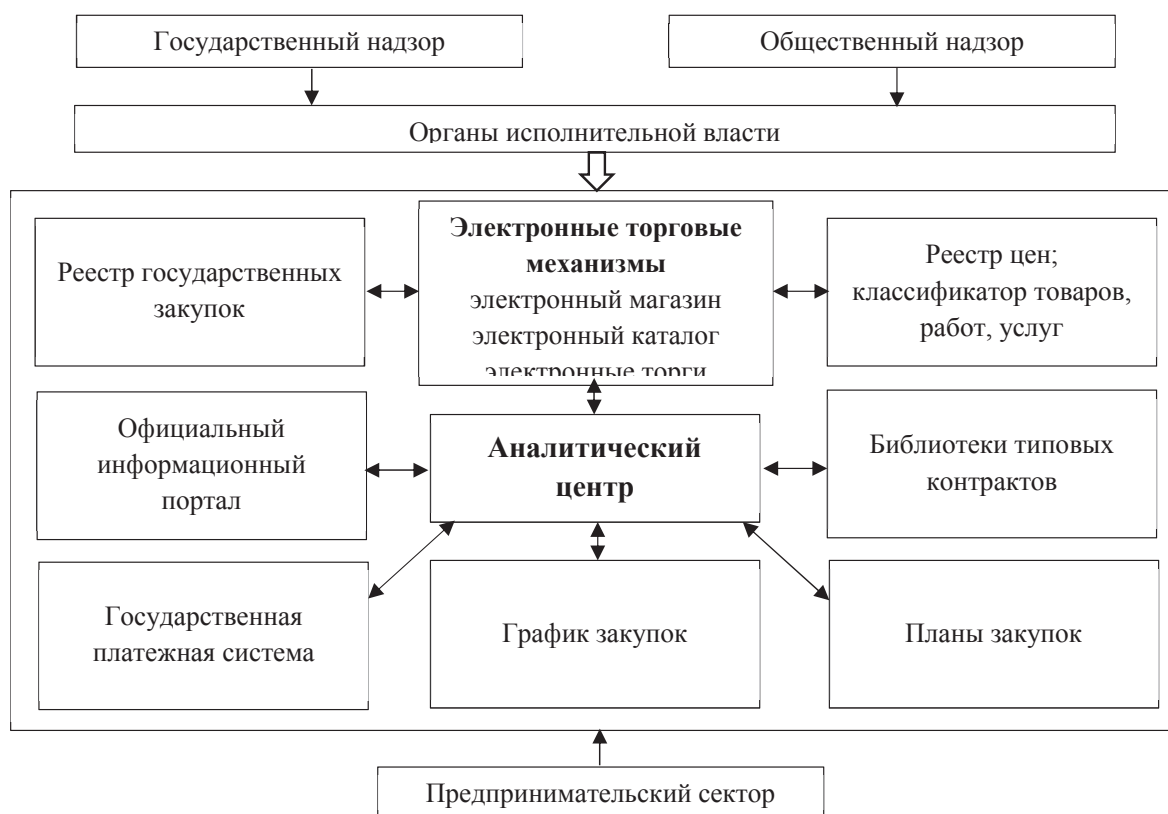 Государственный надзор
Общественный надзор
Органы исполнительной власти
Реестр государственных
закупок
Электронные торговые
механизмы
электронный магазин
электронный каталог
электронные торги
Реестр цен;
классификатор товаров,
работ, услуг
Официальный
информационный
портал
Аналитический
центр
Библиотеки типовых
контрактов
Государственная
платежная система
График закупок
Планы закупок
Предпринимательский сектор